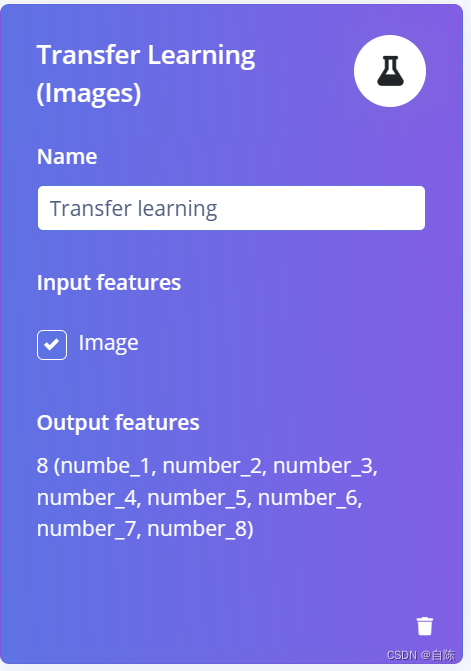 Transfer Learning
(Images)
Name
Transfer learning
Input features
Image
Output features
8 (numbe_1, number_2, number_3,
number_4, number_5, number_6,
number_7, number_8)
CSDN @自陈